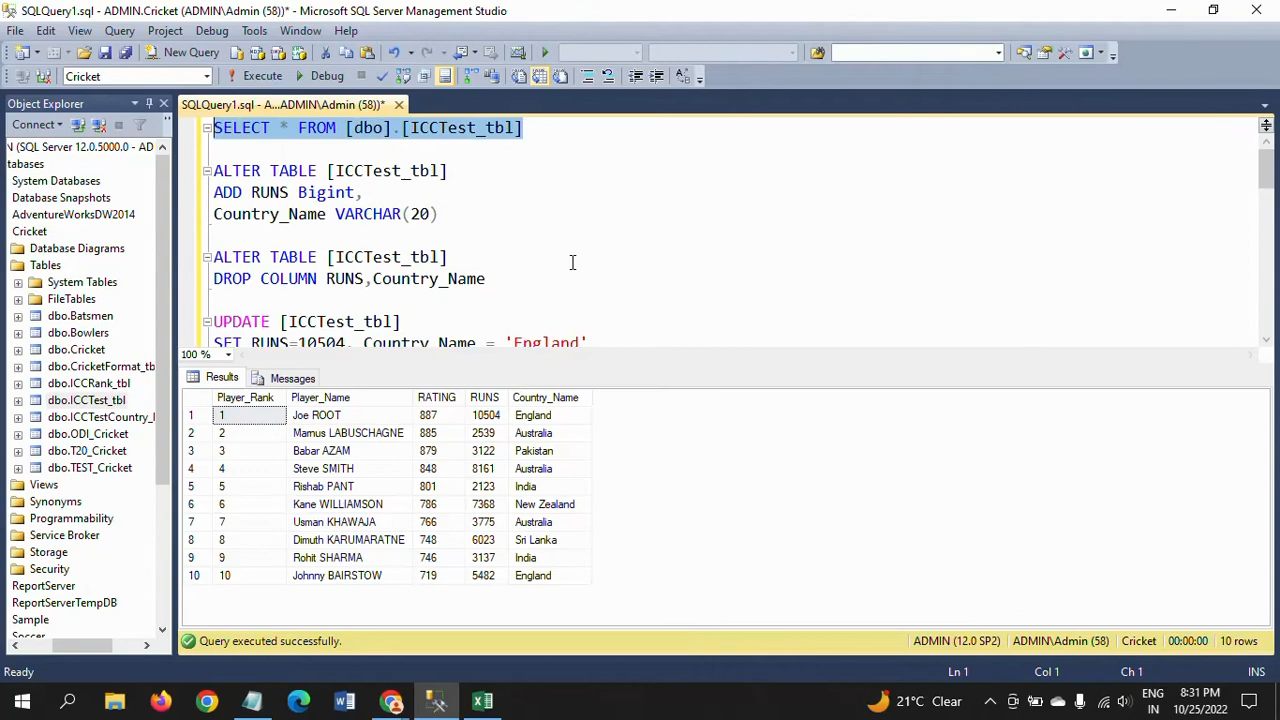 SQLQuery1.sql - ADMIN.Cricket (ADMIN\Admin (58))* - Microsoft SQL Server Management Studio
File Edit View Query Project Debug Tools Window Help
New Query
Cricket Execute Debug
Object Explorer
SQLQuery1.sql - A...ADMIN\Admin (58))*
Connect
N (SQL Server 12.0.5000.0 - AD
tabases
System Databases
Database Snapshots
AdventureWorksDW2014
Cricket
Database Diagrams
Tables
System Tables
FileTables
dbo.Batsmen
dbo.Bowlers
dbo.Cricket
dbo.CricketFormat_tb
dbo.ICCRank_tbl
dbo.ICCTest_tbl
dbo.ICCTestCountry_l
dbo.ODI_Cricket
dbo.T20_Cricket
dbo.TEST_Cricket
Views
Synonyms
Programmability
Service Broker
Storage
Security
ReportServer
ReportServerTempDB
Sample
Soccer
SELECT * FROM [dbo].[ICCTest_tbl]
ALTER TABLE [ICCTest_tbl]
ADD RUNS Bigint,
Country_Name VARCHAR(20)
ALTER TABLE [ICCTest_tbl]
DROP COLUMN RUNS,Country_Name
UPDATE [ICCTest_tbl]
SET RUNS=10504, Country_Name = 'England'
100 %
Results Messages
Player_Rank Player_Name RATING RUNS Country_Name
1 1 Joe ROOT 887 10504 England
2 2 Marnus LABUSCHAGNE 885 2539 Australia
3 3 Babar AZAM 879 3122 Pakistan
4 4 Steve SMITH 848 8161 Australia
5 5 Rishab PANT 801 2123 India
6 6 Kane WILLIAMSON 786 7368 New Zealand
7 7 Usman KHAWAJA 766 3775 Australia
8 8 Dimuth KARUMARATNE 748 6023 Sri Lanka
9 9 Rohit SHARMA 746 3137 India
10 10 Johnny BAIRSTOW 719 5482 England
Query executed successfully. ADMIN (12.0 SP2) ADMIN\Admin (58) Cricket 00:00:00 10 rows
Ready Ln 1 Col 1 Ch 1 INS
21°C Clear
ENG
IN
8:31 PM
10/25/2022